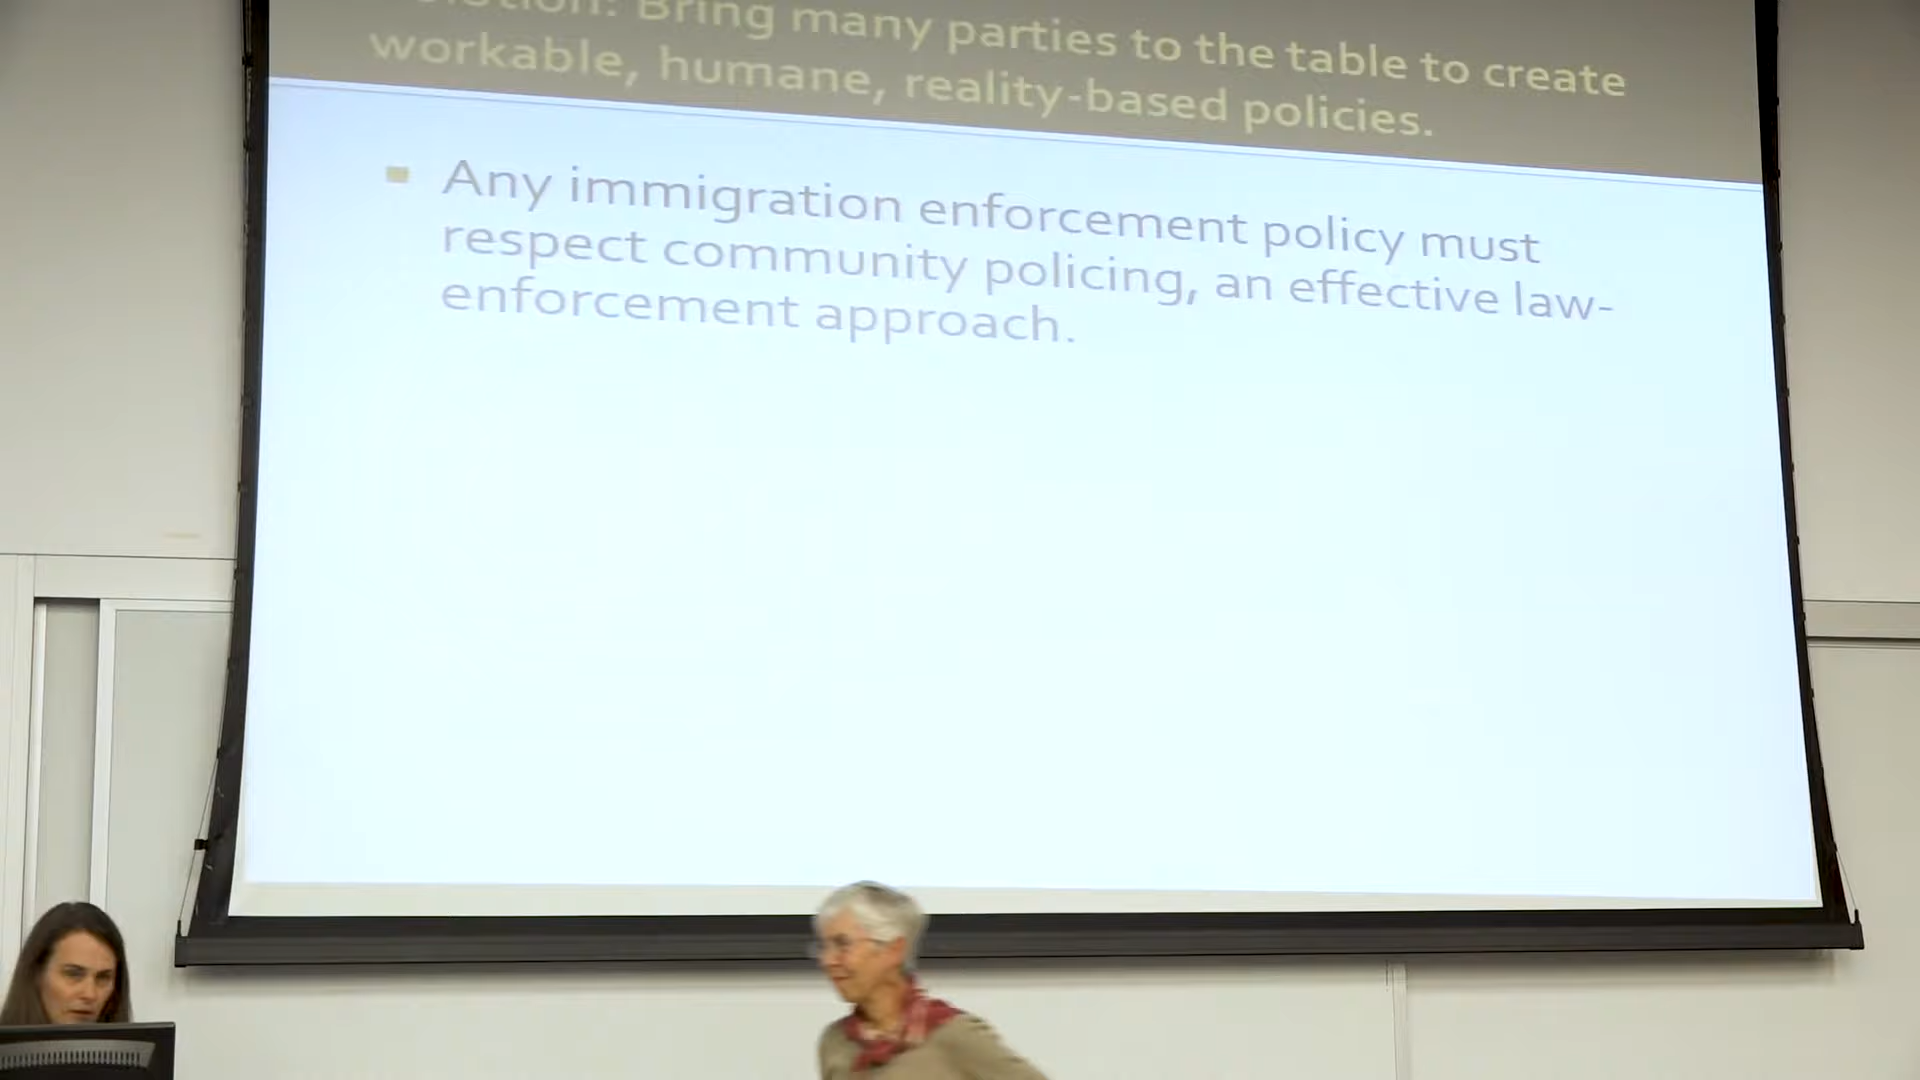 Bring many parties to the table to create
workable, humane, reality-based policies.
Any immigration enforcement policy must
respect community policing, an effective law-
enforcement approach.